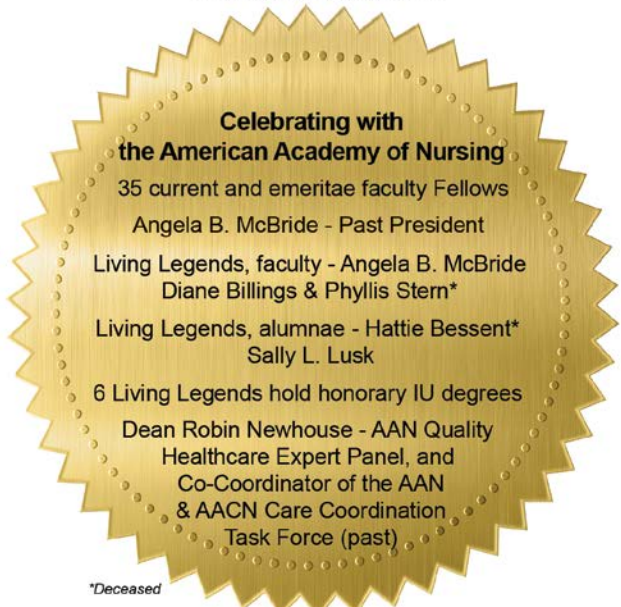 Celebrating with
the American Academy of Nursing
35 current and emeritae faculty Fellows
Angela B. McBride - Past President
Living Legends, faculty - Angela B. McBride
Diane Billings & Phyllis Stern*
Living Legends, alumnae - Hattie Bessent*
Sally L. Lusk
6 Living Legends hold honorary IU degrees
Dean Robin Newhouse - AAN Quality
Healthcare Expert Panel, and
Co-Coordinator of the AAN
& AACN Care Coordination
Task Force (past)
*Deceased